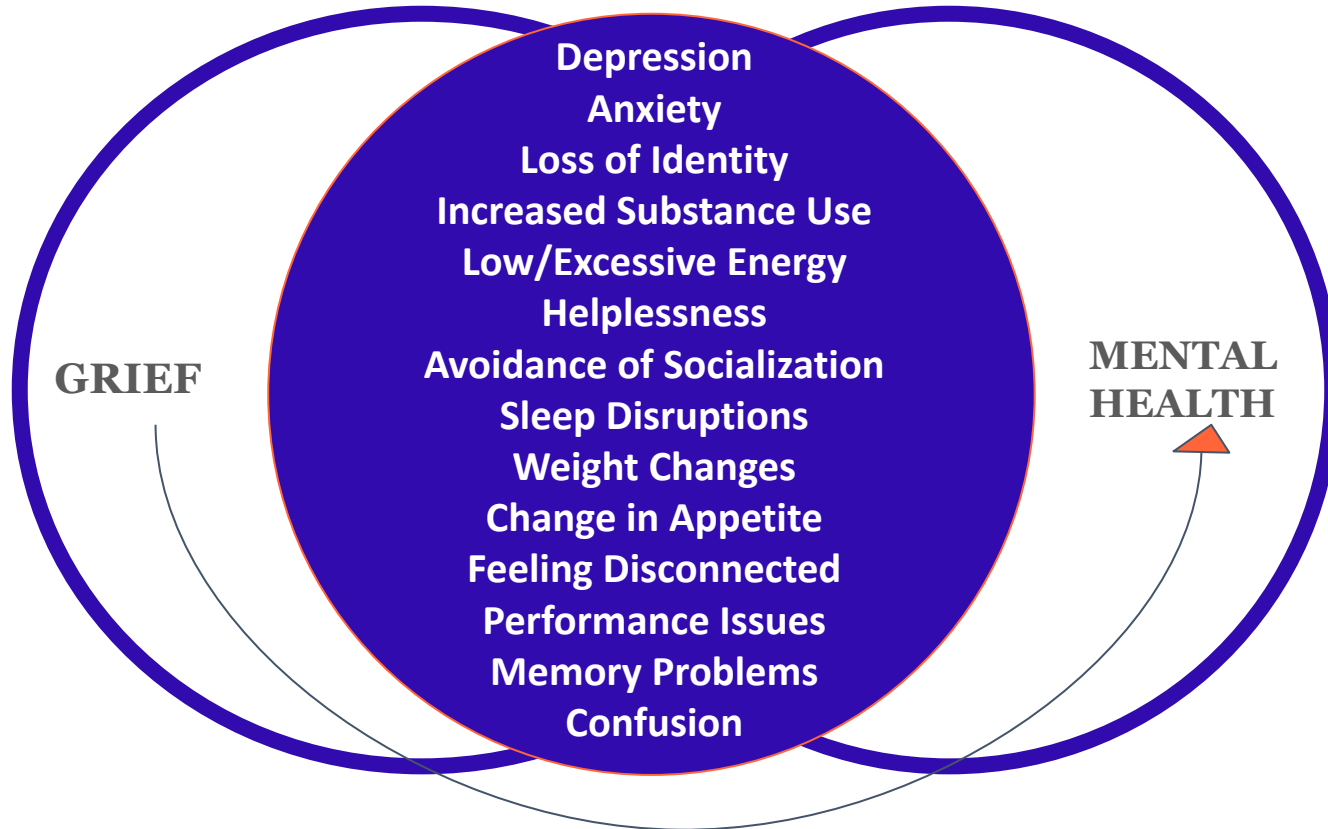 Depression
Anxiety
Loss of Identity
Increased Substance Use
Low/Excessive Energy
Helplessness
Avoidance of Socialization
Sleep Disruptions
Weight Changes
Change in Appetite
Feeling Disconnected
Performance Issues
Memory Problems
Confusion
GRIEF
MENTAL
HEALTH